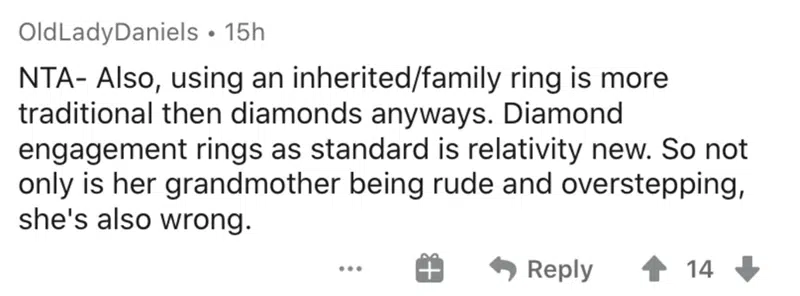 OldLadyDaniels • 15h
NTA- Also, using an inherited/family ring is more
traditional then diamonds anyways. Diamond
engagement rings as standard is relativity new. So not
only is her grandmother being rude and overstepping,
she's also wrong.
Reply 14